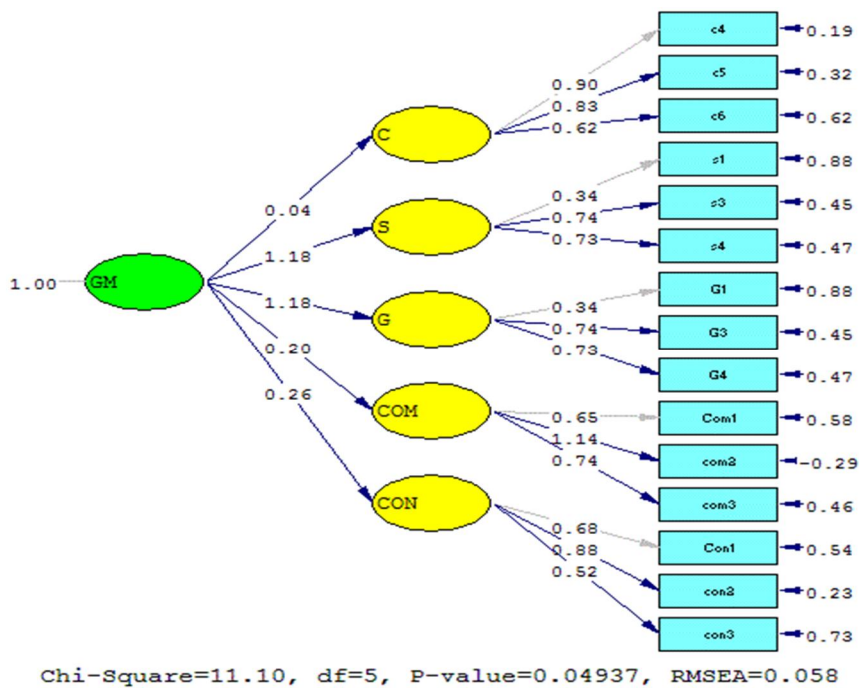 c4
0.19
0.90
c5
0.32
0.83
C
c6
0.62
0.62
s1
0.88
0.04
0.34
s3
0.45
S
0.74
0.73
s4
0.47
1.18
1.00
GM
G1
0.88
1.18
0.34
G
0.74
G3
0.45
0.73
0.20
G4
0.47
0.26
COM
0.65
Com1
0.58
1.14
com2
-0.29
0.74
com3
0.46
CON
0.68
Con1
0.54
0.88
0.52
con2
0.23
con3
0.73
Chi-Square=11.10, df=5, P-value=0.04937, RMSEA=0.058